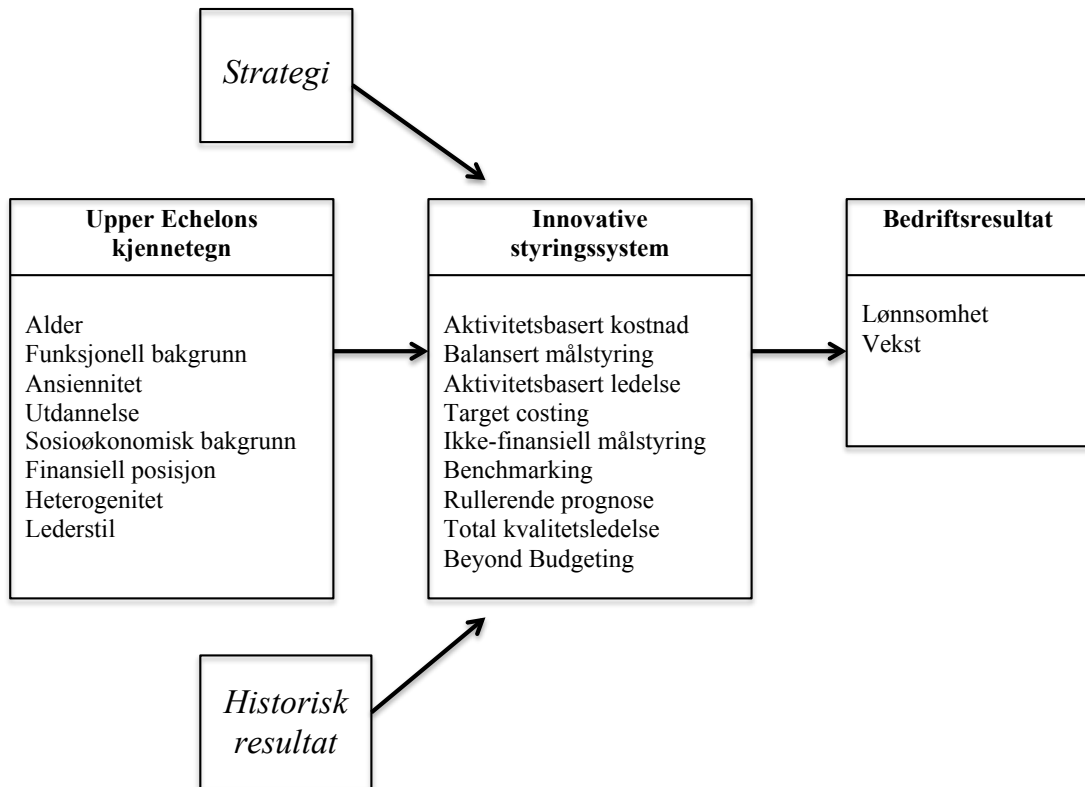 Strategi
Upper Echelons
kjennetegn
Alder
Funksjonell bakgrunn
Ansiennitet
Utdannelse
Sosioøkonomisk bakgrunn
Finansiell posisjon
Heterogenitet
Lederstil
Innovative
styringssystem
Aktivitetsbasert kostnad
Balansert målstyring
Aktivitetsbasert ledelse
Target costing
Ikke-finansiell målstyring
Benchmarking
Rullerende prognose
Total kvalitetsledelse
Beyond Budgeting
Bedriftsresultat
Lønnsomhet
Vekst
Historisk
resultat